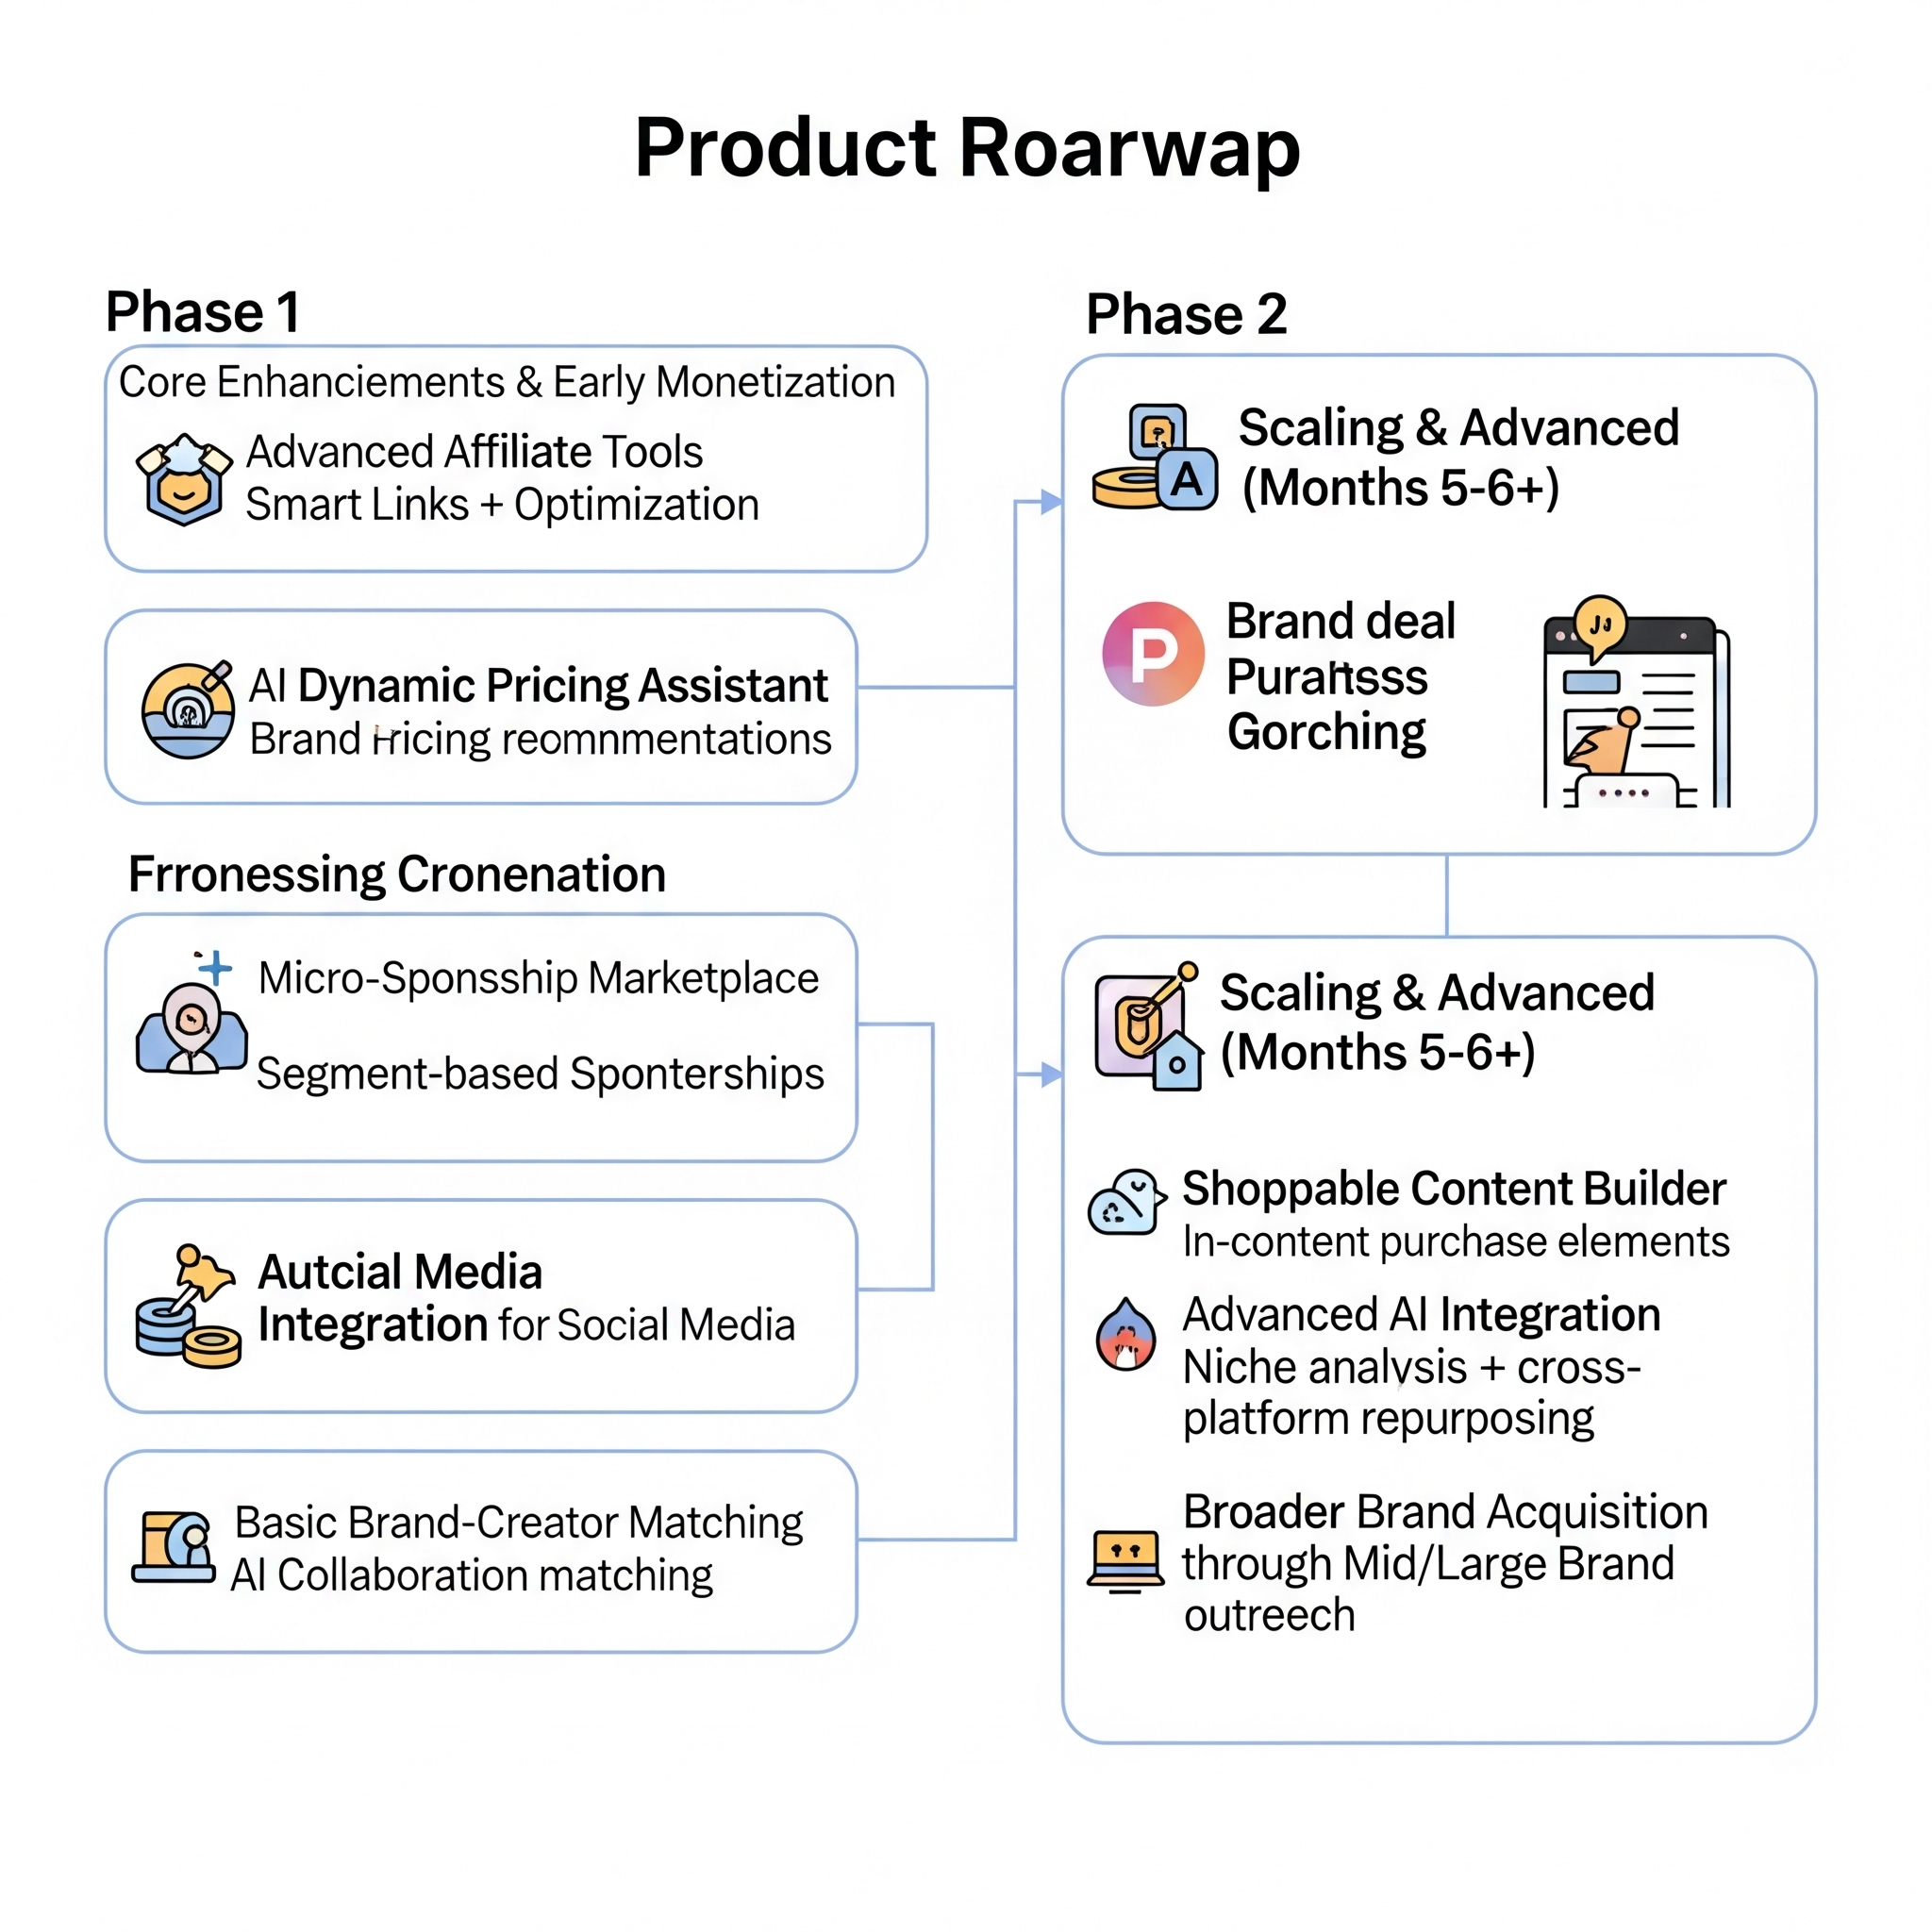 Product Roarwap
Phase 1
Core Enhanciements & Early Monetization
Advanced Affiliate Tools
Smart Links + Optimization
AI Dynamic Pricing Assistant
Brand ricing reomnmentations
Frronessing Cronenation
Micro-Sponsship Marketplace
Segment-based Sponterships
Autcial Media
Integration for Social Media
Basic Brand-Creator Matching
AI Collaboration matching
Phase 2
A
Scaling & Advanced
(Months 5-6+)
P
Brand deal
Gorching
Scaling & Advanced
(Months 5-6+)
Shoppable Content Builder
In-content purchase elements
Advanced AI Integration
Niche analysis + cross-
platform repurposing
Broader Brand Acquisition
through Mid/Large Brand
outreech